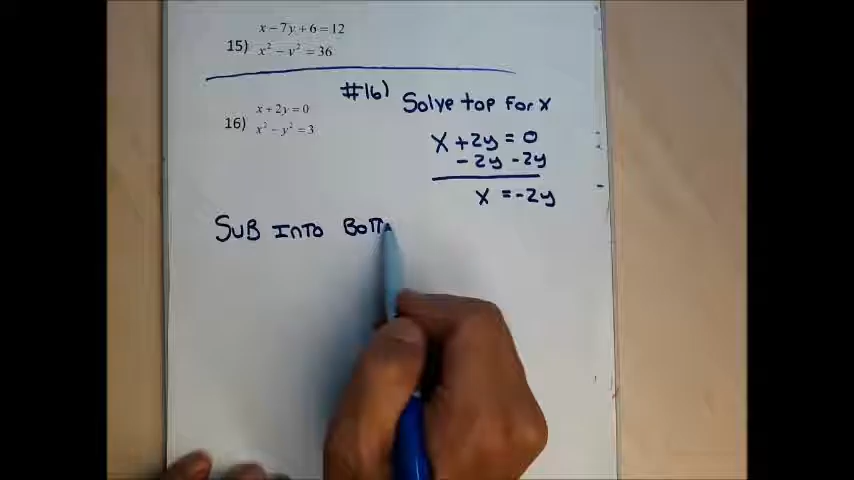 x − 7y + 6 = 12
15) x² − y² = 36
#16) Solve top For x
x + 2y = 0
16) x² − y² = 3
x + 2y = 0
- 2y - 2y
x = -2y
SUB InTo BoTT